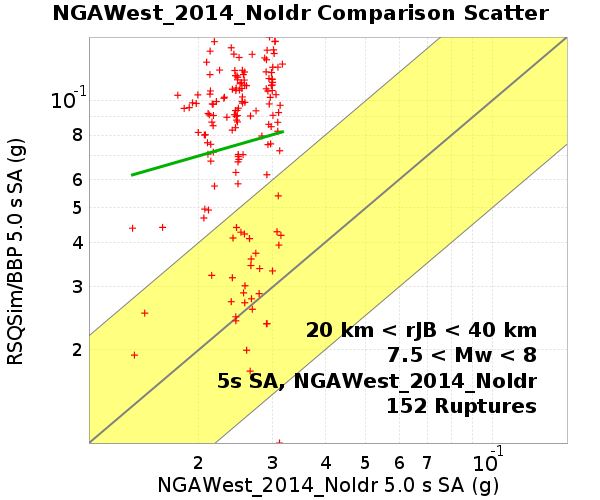 NGAWest_2014_NoIdr Comparison Scatter
RSQSim/BBP 5.0 s SA (g)
10-1
8
6
5
4
3
2
20 km < rJB < 40 km
7.5 < Mw < 8
5s SA, NGAWest_2014_NoIdr
152 Ruptures
2 3 4 5 6 7 8 10-1
NGAWest_2014_NoIdr 5.0 s SA (g)